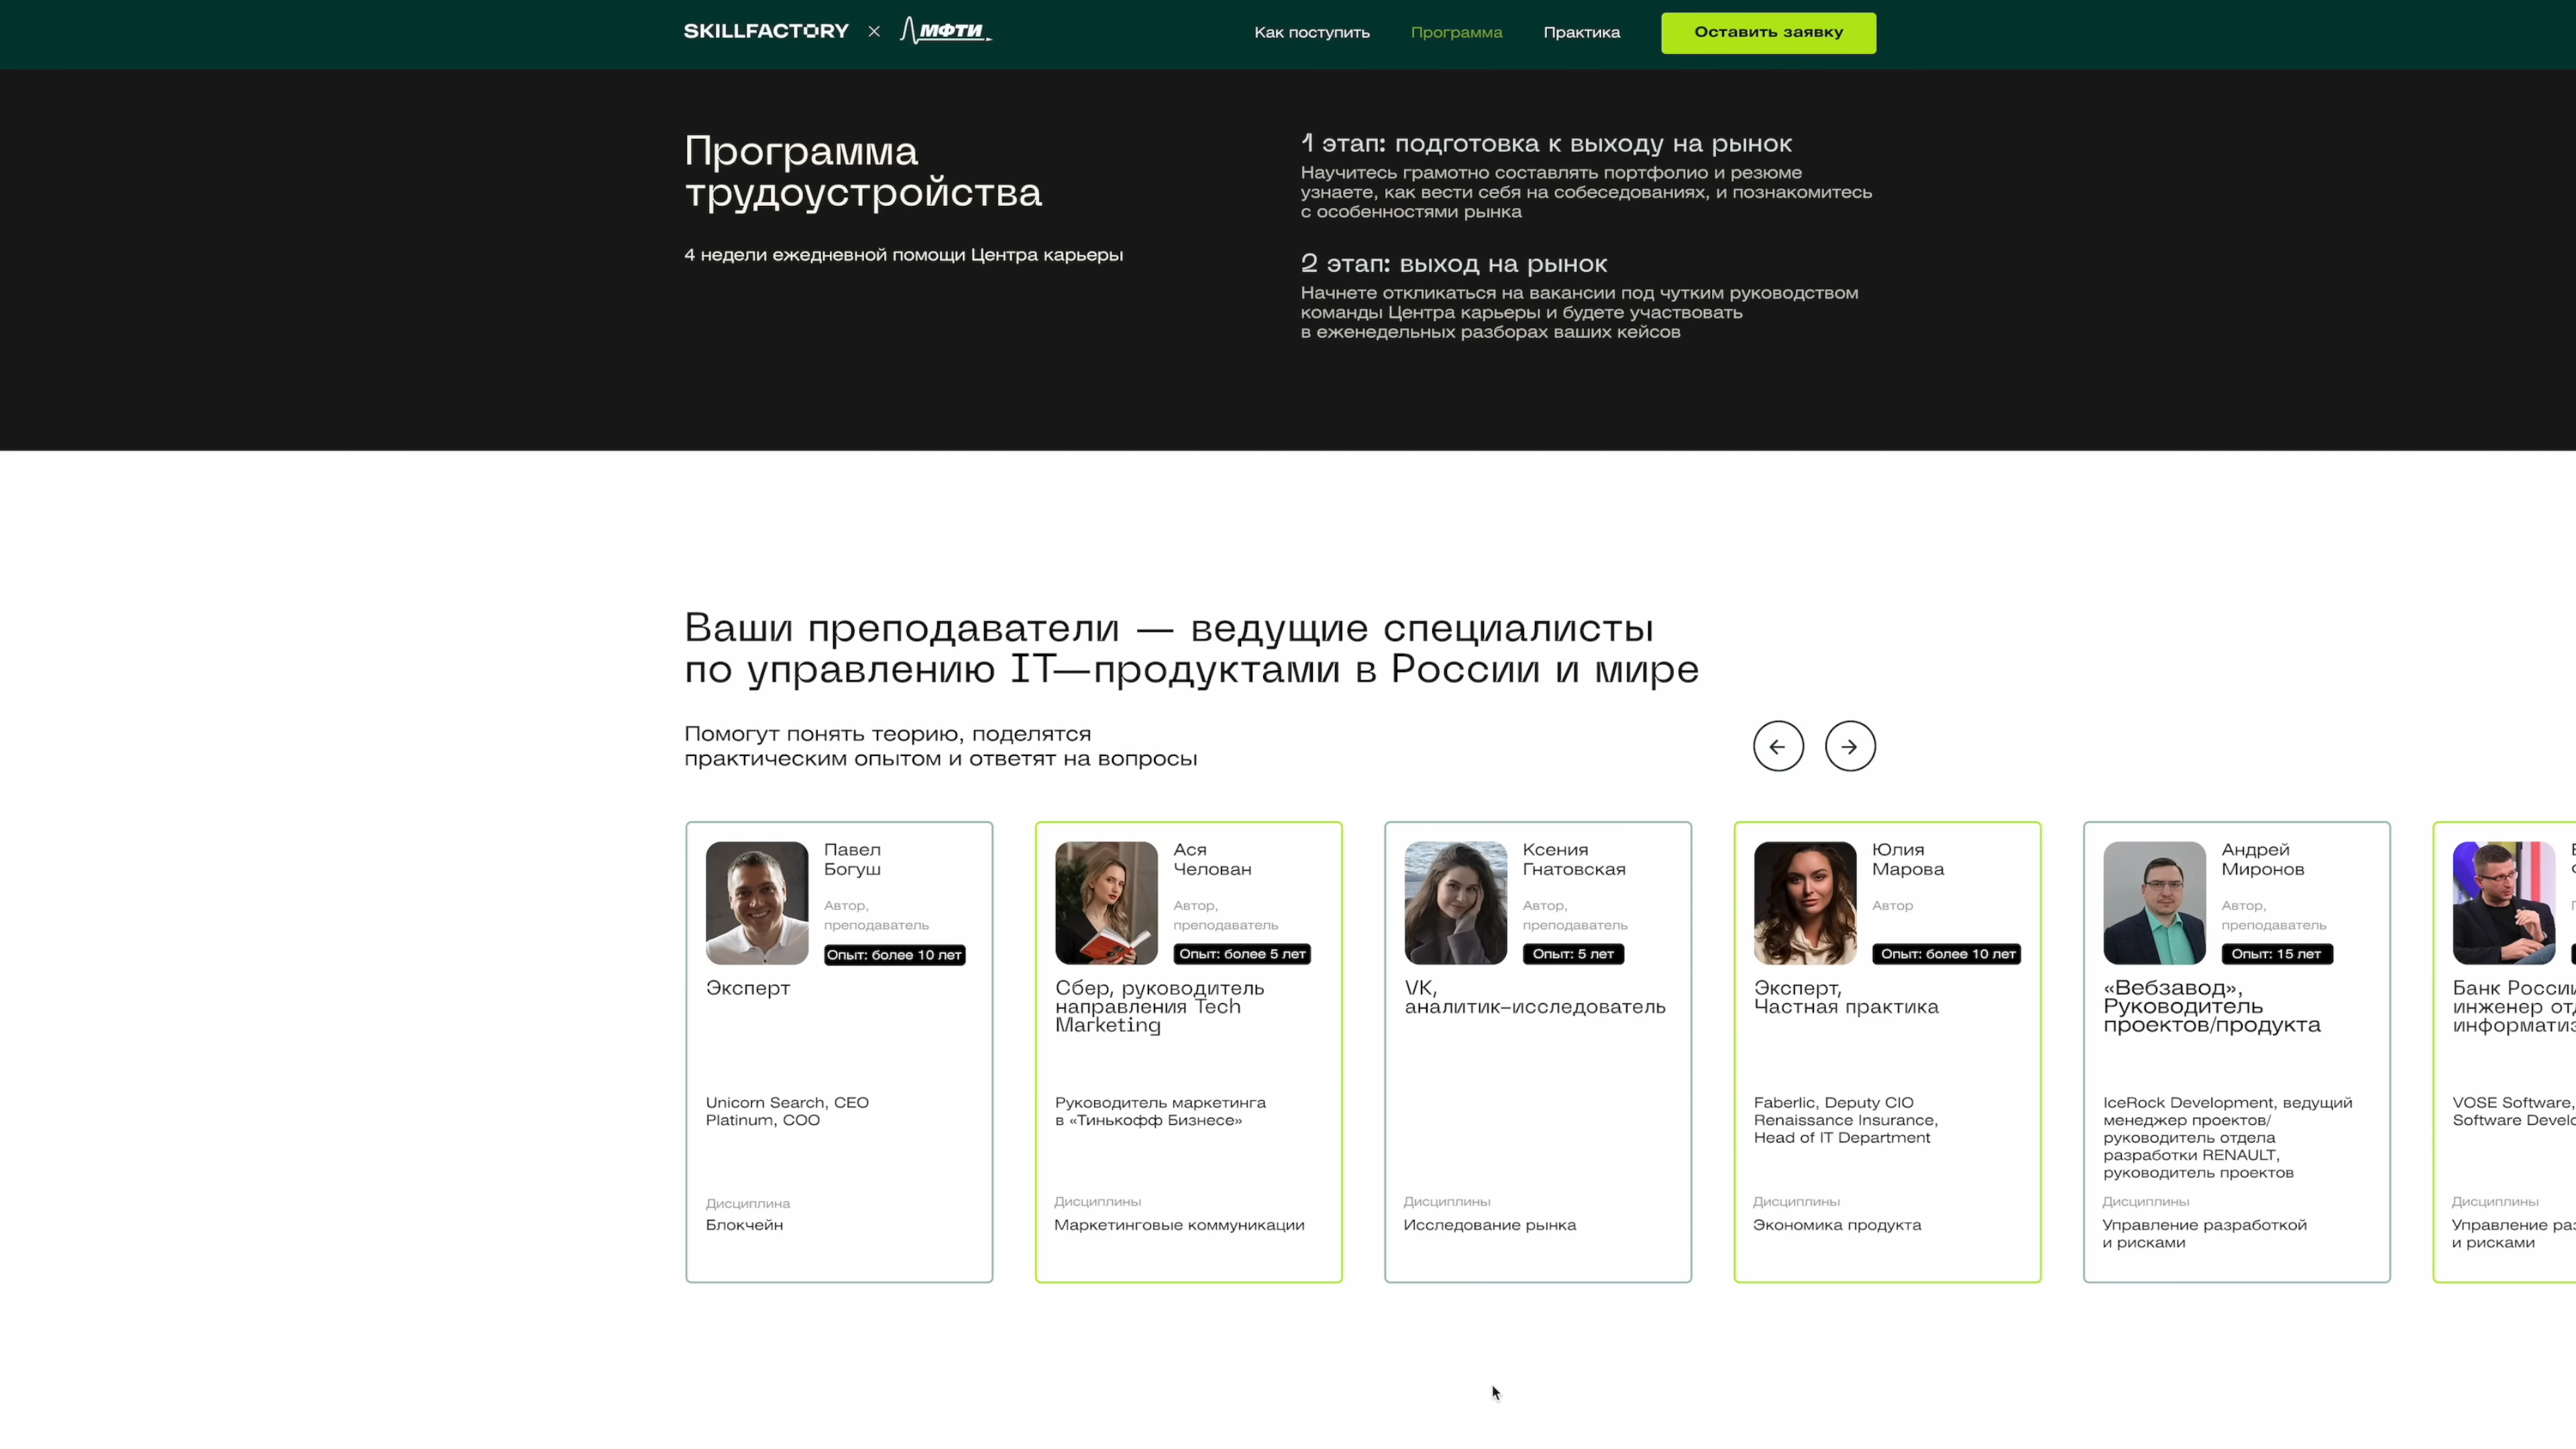 SKILLFACTORY × МФТИ
Как поступить
Программа
Практика
Оставить заявку
Программа
трудоустройства
4 недели ежедневной помощи Центра карьеры
1 этап: подготовка к выходу на рынок
Научитесь грамотно составлять портфолио и резюме
узнаете, как вести себя на собеседованиях, и познакомитесь
с особенностями рынка
2 этап: выход на рынок
Начнете откликаться на вакансии под чутким руководством
команды Центра карьеры и будете участвовать
в еженедельных разборах ваших кейсов
Ваши преподаватели — ведущие специалисты
по управлению IT—продуктами в России и мире
Помогут понять теорию, поделятся
практическим опытом и ответят на вопросы
Павел
Богуш
Автор,
преподаватель
Опыт: более 10 лет
Эксперт
Unicorn Search, CEO
Platinum, COO
Дисциплина
Блокчейн
Ася
Челован
Автор,
преподаватель
Опыт: более 5 лет
Сбер, руководитель
направления Tech
Marketing
Руководитель маркетинга
в «Тинькофф Бизнесе»
Дисциплины
Маркетинговые коммуникации
Ксения
Гнатовская
Автор,
преподаватель
Опыт: 5 лет
VK,
аналитик-исследователь
Дисциплины
Исследование рынка
Юлия
Марова
Автор
Опыт: более 10 лет
Эксперт,
Частная практика
Faberlic, Deputy CIO
Renaissance Insurance,
Head of IT Department
Дисциплины
Экономика продукта
Андрей
Миронов
Автор,
преподаватель
Опыт: 15 лет
«Вебзавод»,
Руководитель
проектов/продукта
IceRock Development, ведущий
менеджер проектов/
руководитель отдела
разработки RENAULT,
руководитель проектов
Дисциплины
Управление разработкой
и рисками
Банк
инженер
VOSE Software,
Software
Дисциплины
Управление
и рисками